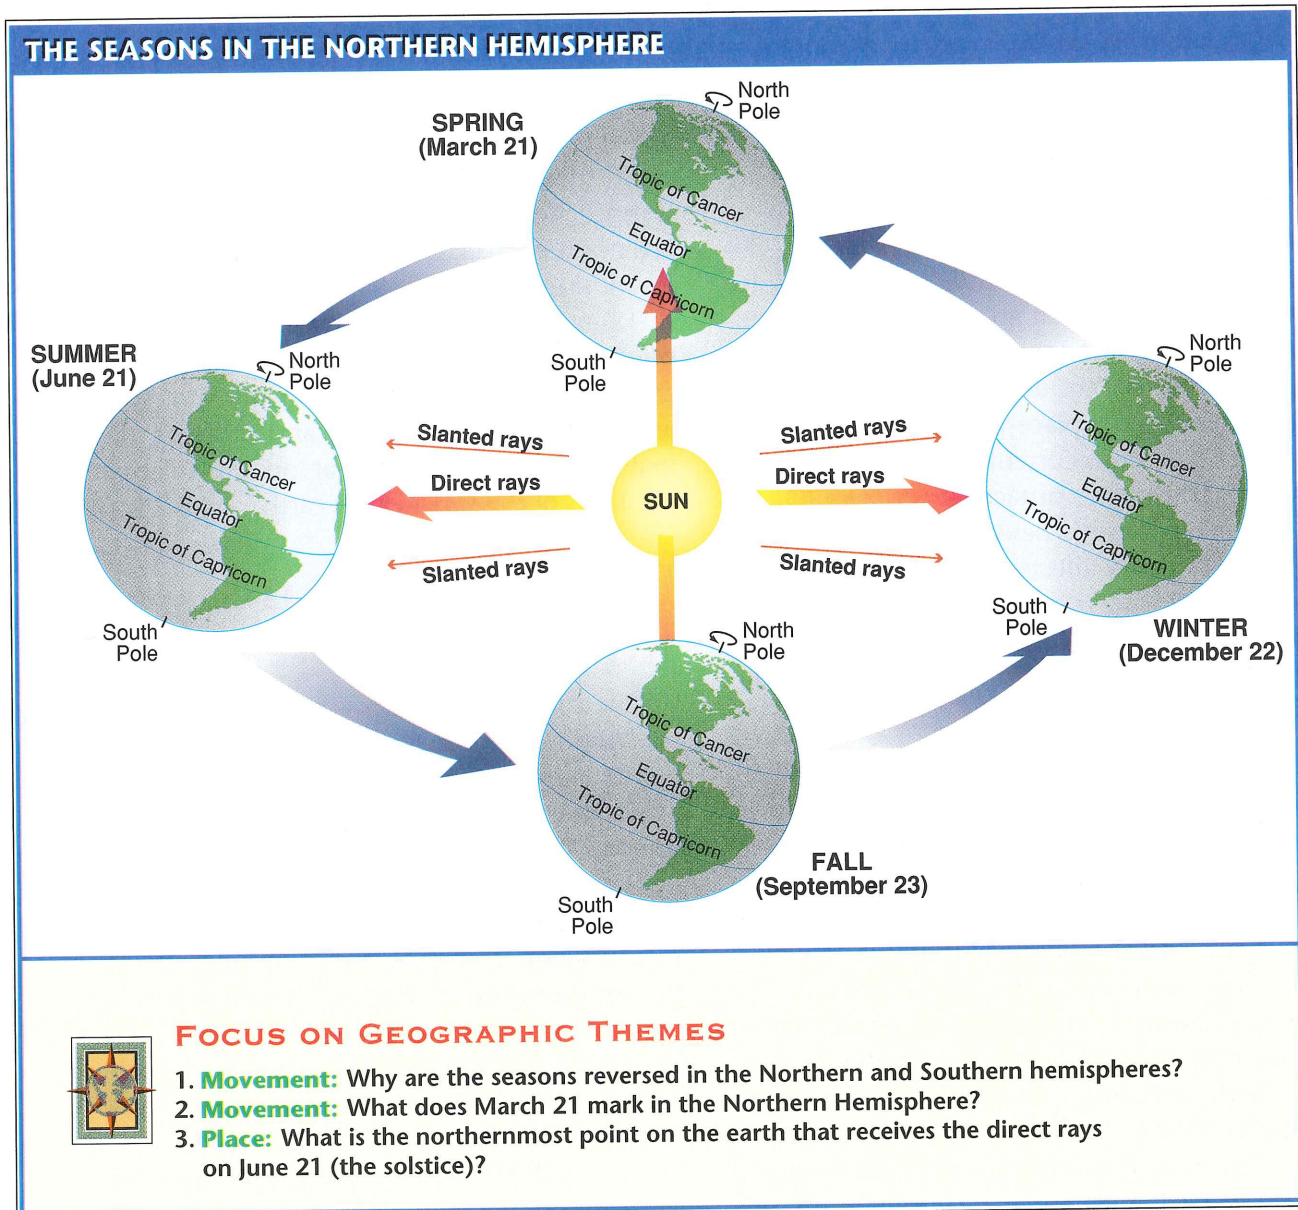 THE SEASONS IN THE NORTHERN HEMISPHERE
North
Pole
SPRING
(March 21)
Tropic of Cancer
Equator
Tropic of Capricorn
South
Pole
SUMMER
(June 21)
North
Pole
Tropic of Cancer
Equator
Tropic of Capricorn
South
Pole
Slanted rays
Direct rays
Slanted rays
SUN
Slanted rays
Direct rays
Slanted rays
North
Pole
Tropic of Cancer
Equator
Tropic of Capricorn
South
Pole
WINTER
(December 22)
North
Pole
Tropic of Cancer
Equator
Tropic of Capricorn
South
Pole
FALL
(September 23)
FOCUS ON GEOGRAPHIC THEMES
1. Movement: Why are the seasons reversed in the Northern and Southern hemispheres?
2. Movement: What does March 21 mark in the Northern Hemisphere?
3. Place: What is the northernmost point on the earth that receives the direct rays
on June 21 (the solstice)?